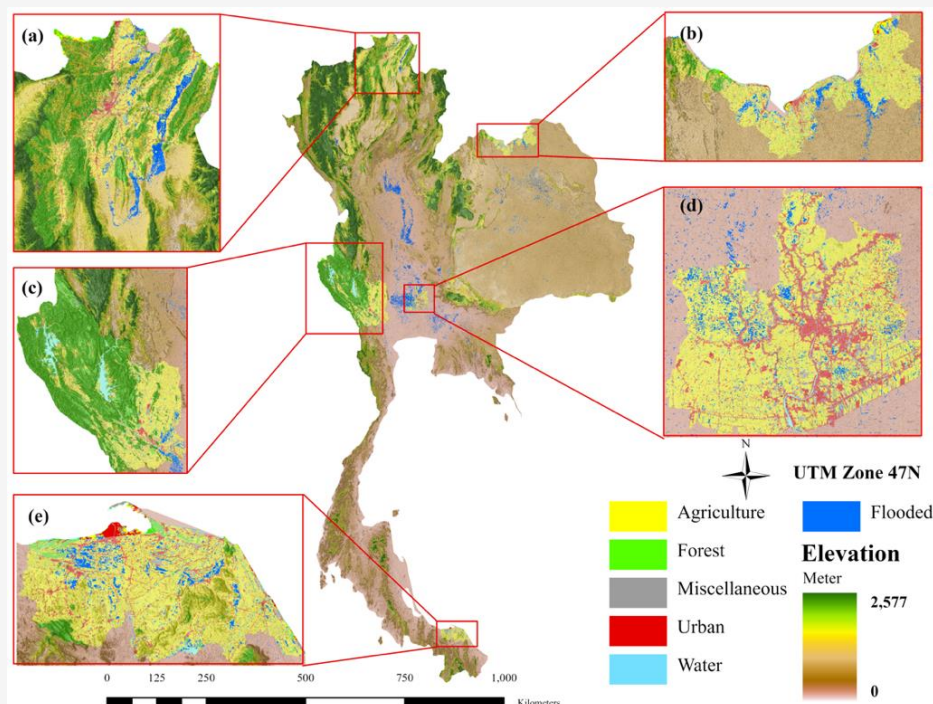 (a)
(b)
(c)
(d)
(e)
N
UTM Zone 47N
Agriculture
Flooded
Forest
Elevation
Miscellaneous
Meter
2,577
Urban
Water
0
0 125 250 500 750 1,000
Kilometers